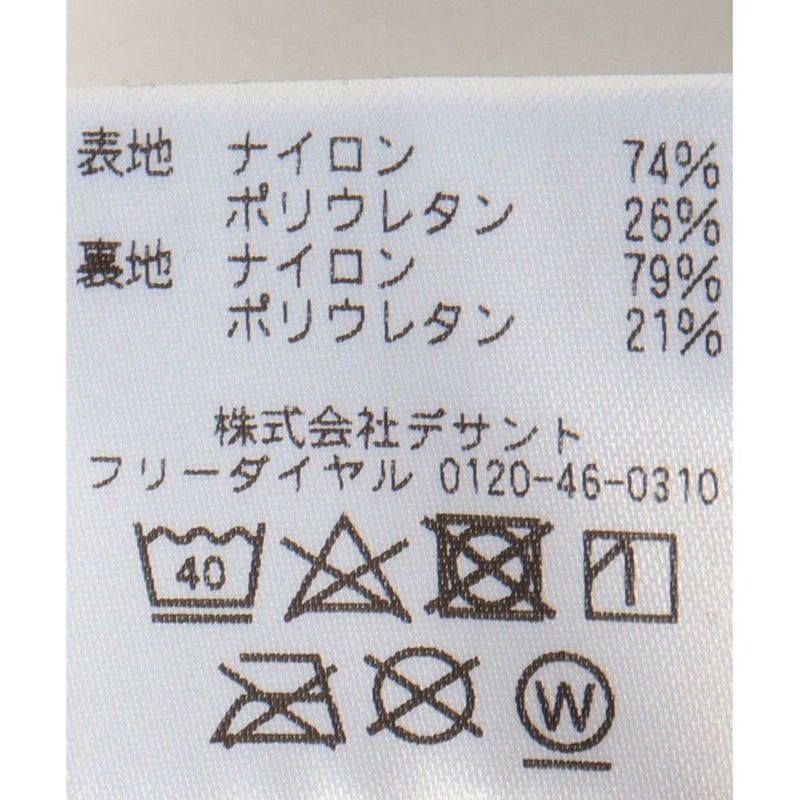 表地 ナイロン 74%
ポリウレタン 26%
裏地 ナイロン 79%
ポリウレタン 21%
株式会社デサント
フリーダイヤル 0120-46-0310
40
W